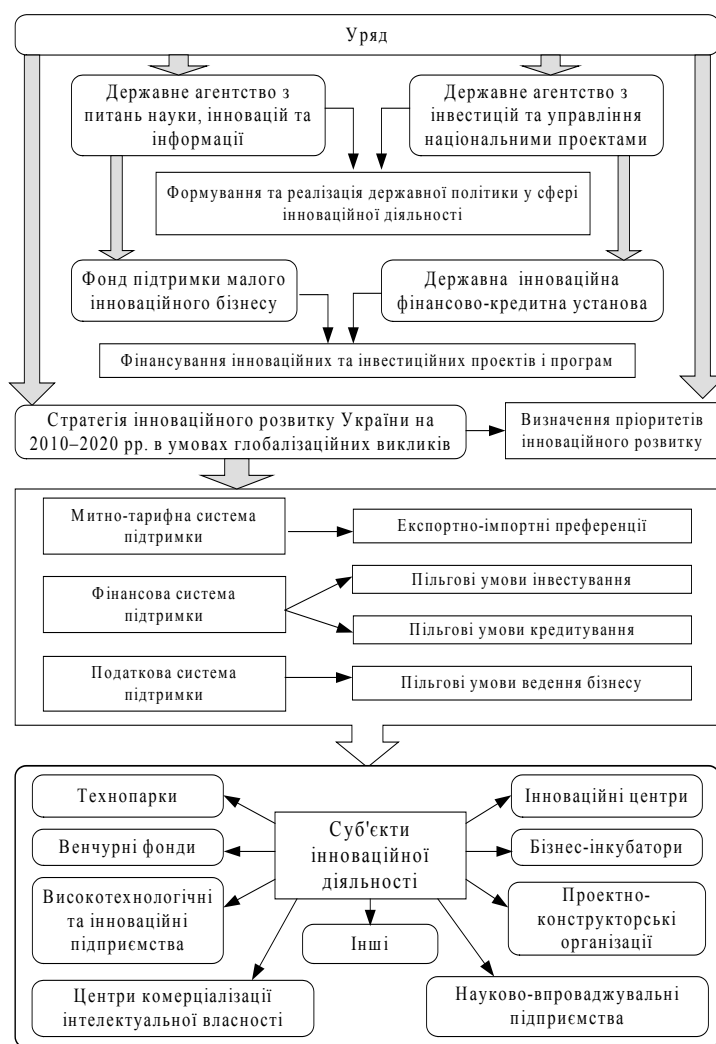 Уряд
Державне агентство з
питань науки, інновацій та
інформації
Державне агентство з
інвестицій та управління
національними проектами
Формування та реалізація державної політики у сфері
інноваційної діяльності
Фонд підтримки малого
інноваційного бізнесу
Державна інноваційна
фінансово-кредитна установа
Фінансування інноваційних та інвестиційних проектів і програм
Стратегія інноваційного розвитку України на
2010–2020 рр. в умовах глобалізаційних викликів
Визначення пріоритетів
інноваційного розвитку
Митно-тарифна система
підтримки
Експортно-імпортні преференції
Фінансова система
підтримки
Пільгові умови інвестування
Пільгові умови кредитування
Податкова система
підтримки
Пільгові умови ведення бізнесу
Технопарки
Венчурні фонди
Високотехнологічні
та інноваційні
підприємства
Суб'єкти
інноваційної
діяльності
Інноваційні центри
Бізнес-інкубатори
Проектно-
конструкторські
організації
Інші
Центри комерціалізації
інтелектуальної власності
Науково-впроваджувальні
підприємства